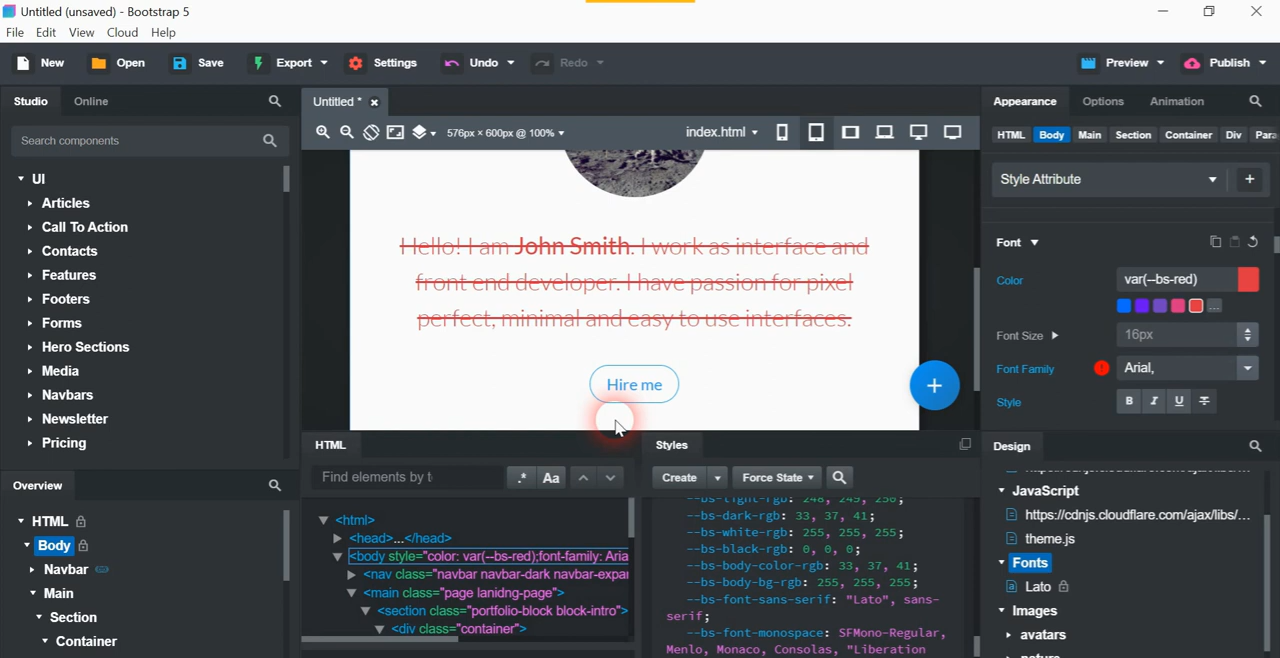 Untitled (unsaved) - Bootstrap 5
File Edit View Cloud Help
New Open Save Export Settings Undo Redo Preview Publish
Studio Online
Search components
UI
Articles
Call To Action
Contacts
Features
Footers
Forms
Hero Sections
Media
Navbars
Newsletter
Pricing
Overview
HTML
Body
Navbar
Main
Section
Container
Untitled *
576px × 600px @ 100% index.html
Hello! I am John Smith. I work as interface and
front end developer. I have passion for pixel
perfect, minimal and easy to use interfaces.
Hire me
+
HTML
Find elements by t .* Aa
<html>
<head>...</head>
<body style="color: var(--bs-red);font-family: Aria
<nav class="navbar navbar-dark navbar-expan
<main class="page lanidng-page">
<section class="portfolio-block block-intro">
<div class="container">
Styles
Create Force State
--bs-light-rgb: 248, 249, 250;
--bs-dark-rgb: 33, 37, 41;
--bs-white-rgb: 255, 255, 255;
--bs-black-rgb: 0, 0, 0;
--bs-body-color-rgb: 33, 37, 41;
--bs-body-bg-rgb: 255, 255, 255;
--bs-font-sans-serif: "Lato", sans-
serif;
--bs-font-monospace: SFMono-Regular,
Menlo, Monaco, Consolas, "Liberation
Appearance Options Animation
HTML Body Main Section Container Div Para
Style Attribute +
Font
Color var(--bs-red)
...
Font Size 16px
Font Family ! Arial,
Style B I U T
Design
JavaScript
https://cdnjs.cloudflare.com/ajax/libs/...
theme.js
Fonts
Lato
Images
avatars